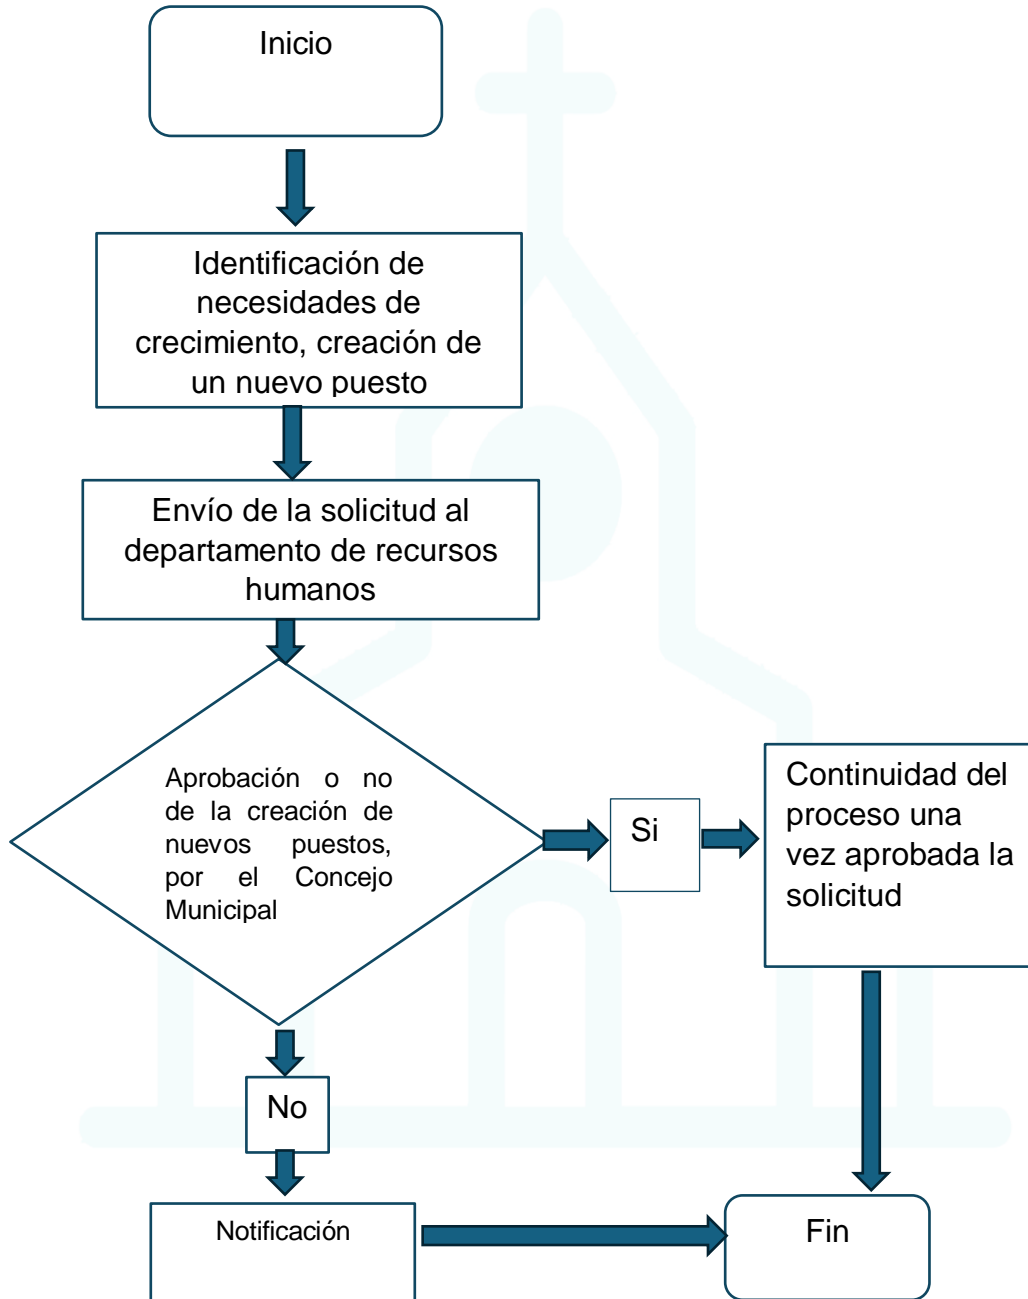 Inicio
Identificación de
necesidades de
crecimiento, creación de
un nuevo puesto
Envío de la solicitud al
departamento de recursos
humanos
Aprobación o no
de la creación de
nuevos puestos,
por el Concejo
Municipal
Si
Continuidad del
proceso una
vez aprobada la
solicitud
No
Notificación
Fin